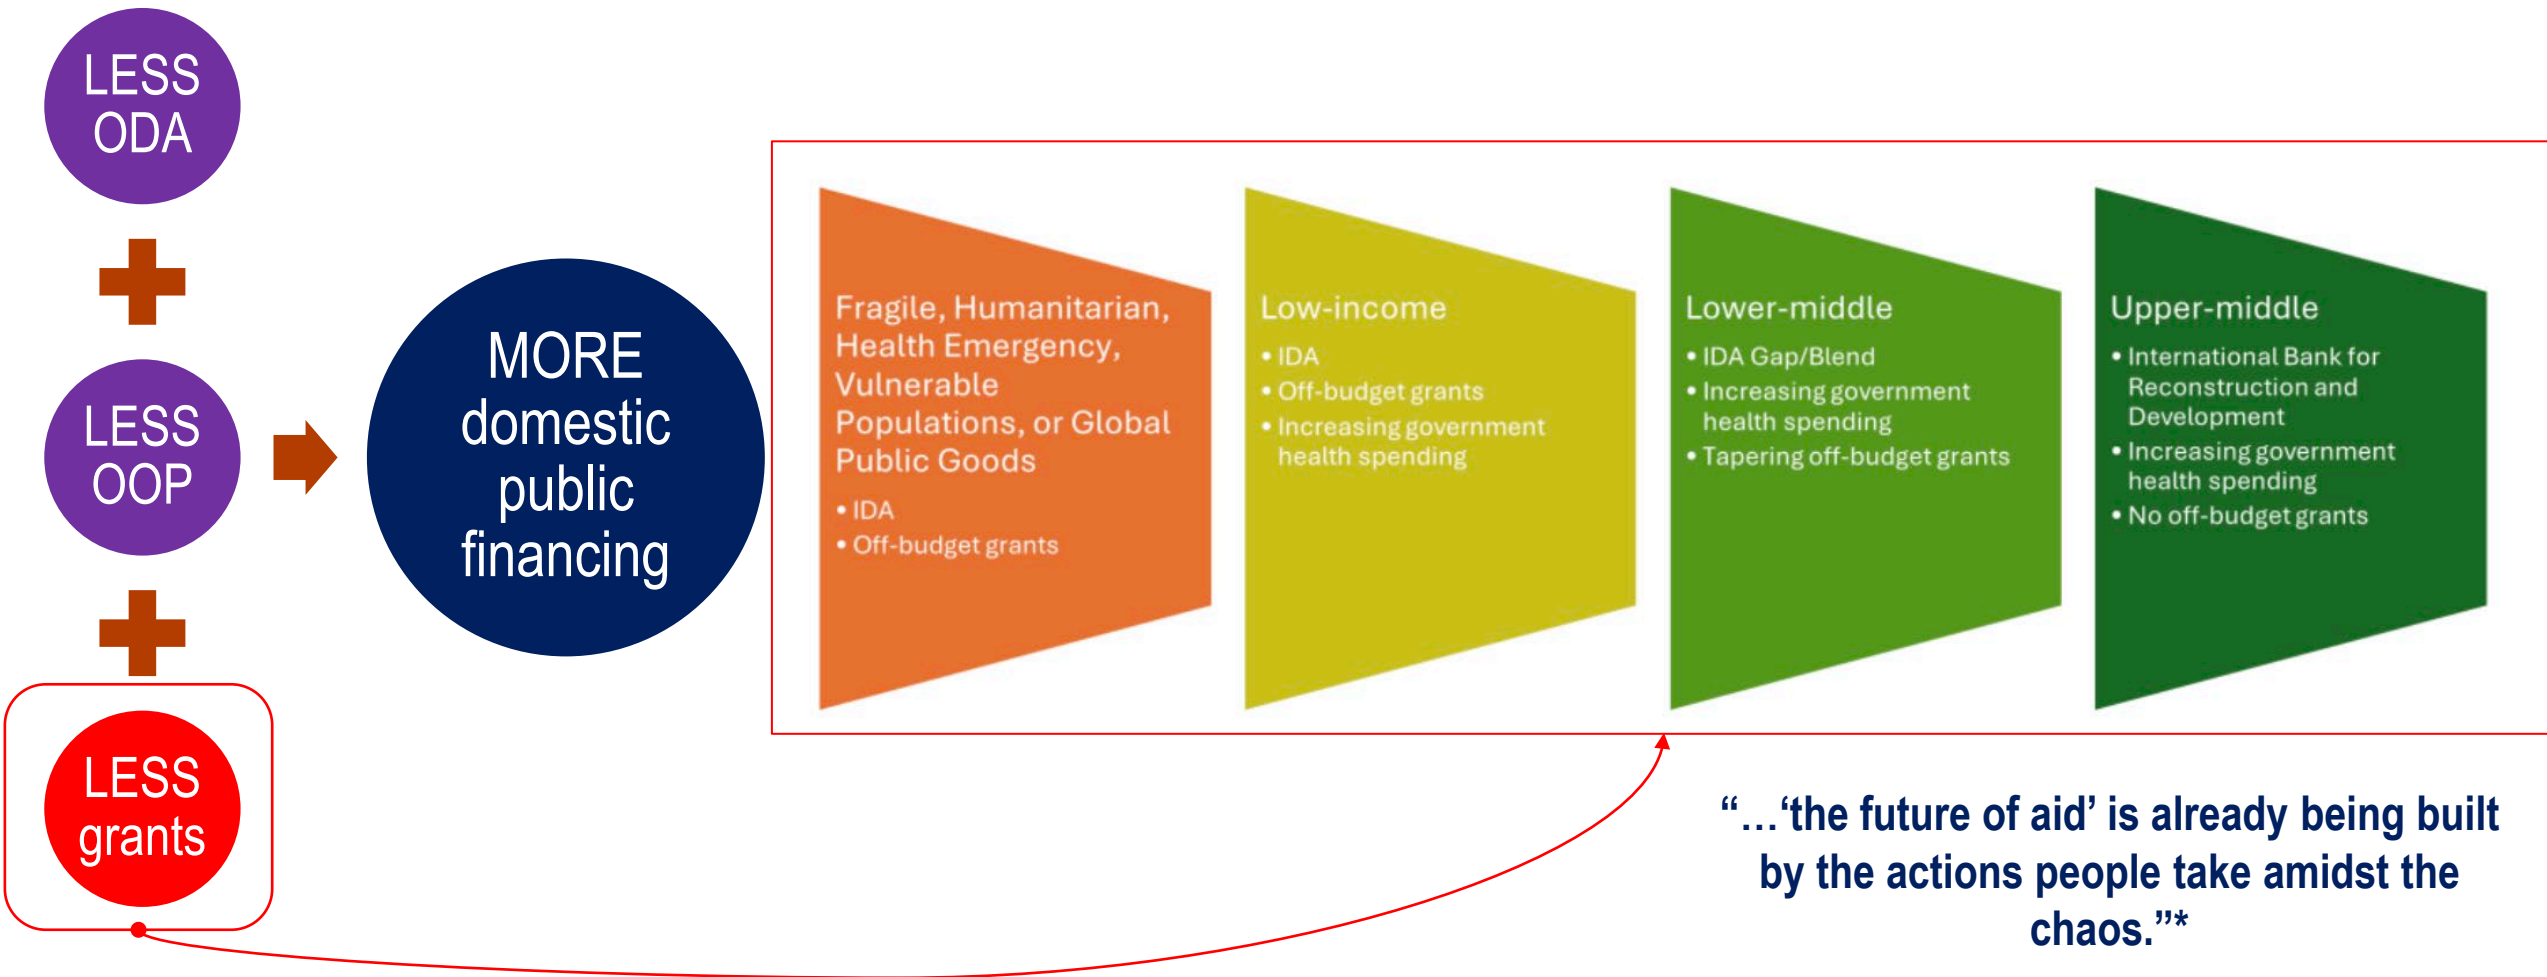 LESS
ODA
LESS
OOP
LESS
grants
MORE
domestic
public
financing
Fragile, Humanitarian,
Health Emergency,
Vulnerable
Populations, or Global
Public Goods
• IDA
• Off-budget grants
Low-income
• IDA
• Off-budget grants
• Increasing government
health spending
Lower-middle
• IDA Gap/Blend
• Increasing government
health spending
• Tapering off-budget grants
Upper-middle
• International Bank for
Reconstruction and
Development
• Increasing government
health spending
• No off-budget grants
“…‘the future of aid’ is already being built
by the actions people take amidst the
chaos.”*